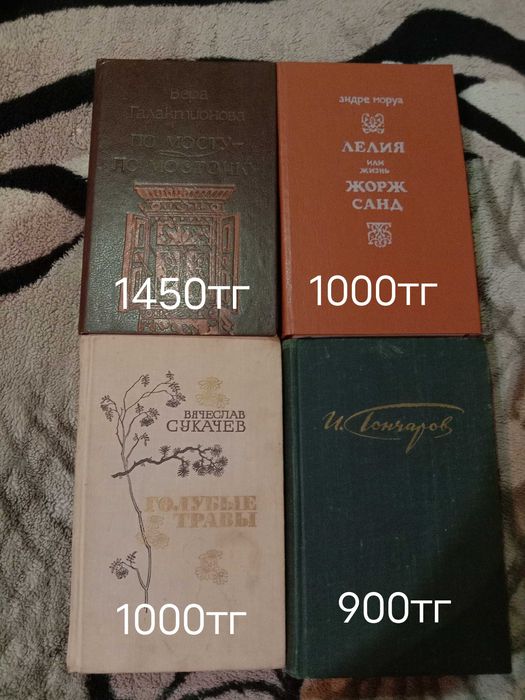 Вера
Галактионова
ПО МОСТУ –
ПО МОСТОЧКУ
1450тг
андре моруа
ЛЕЛИЯ
ИЛИ
ЖИЗНЬ
ЖОРЖ
САНД
1000тг
ВЯЧЕСЛАВ
СУКАЧЕВ
ГОЛУБЫЕ
ТРАВЫ
1000тг
И. Гончаров
900тг